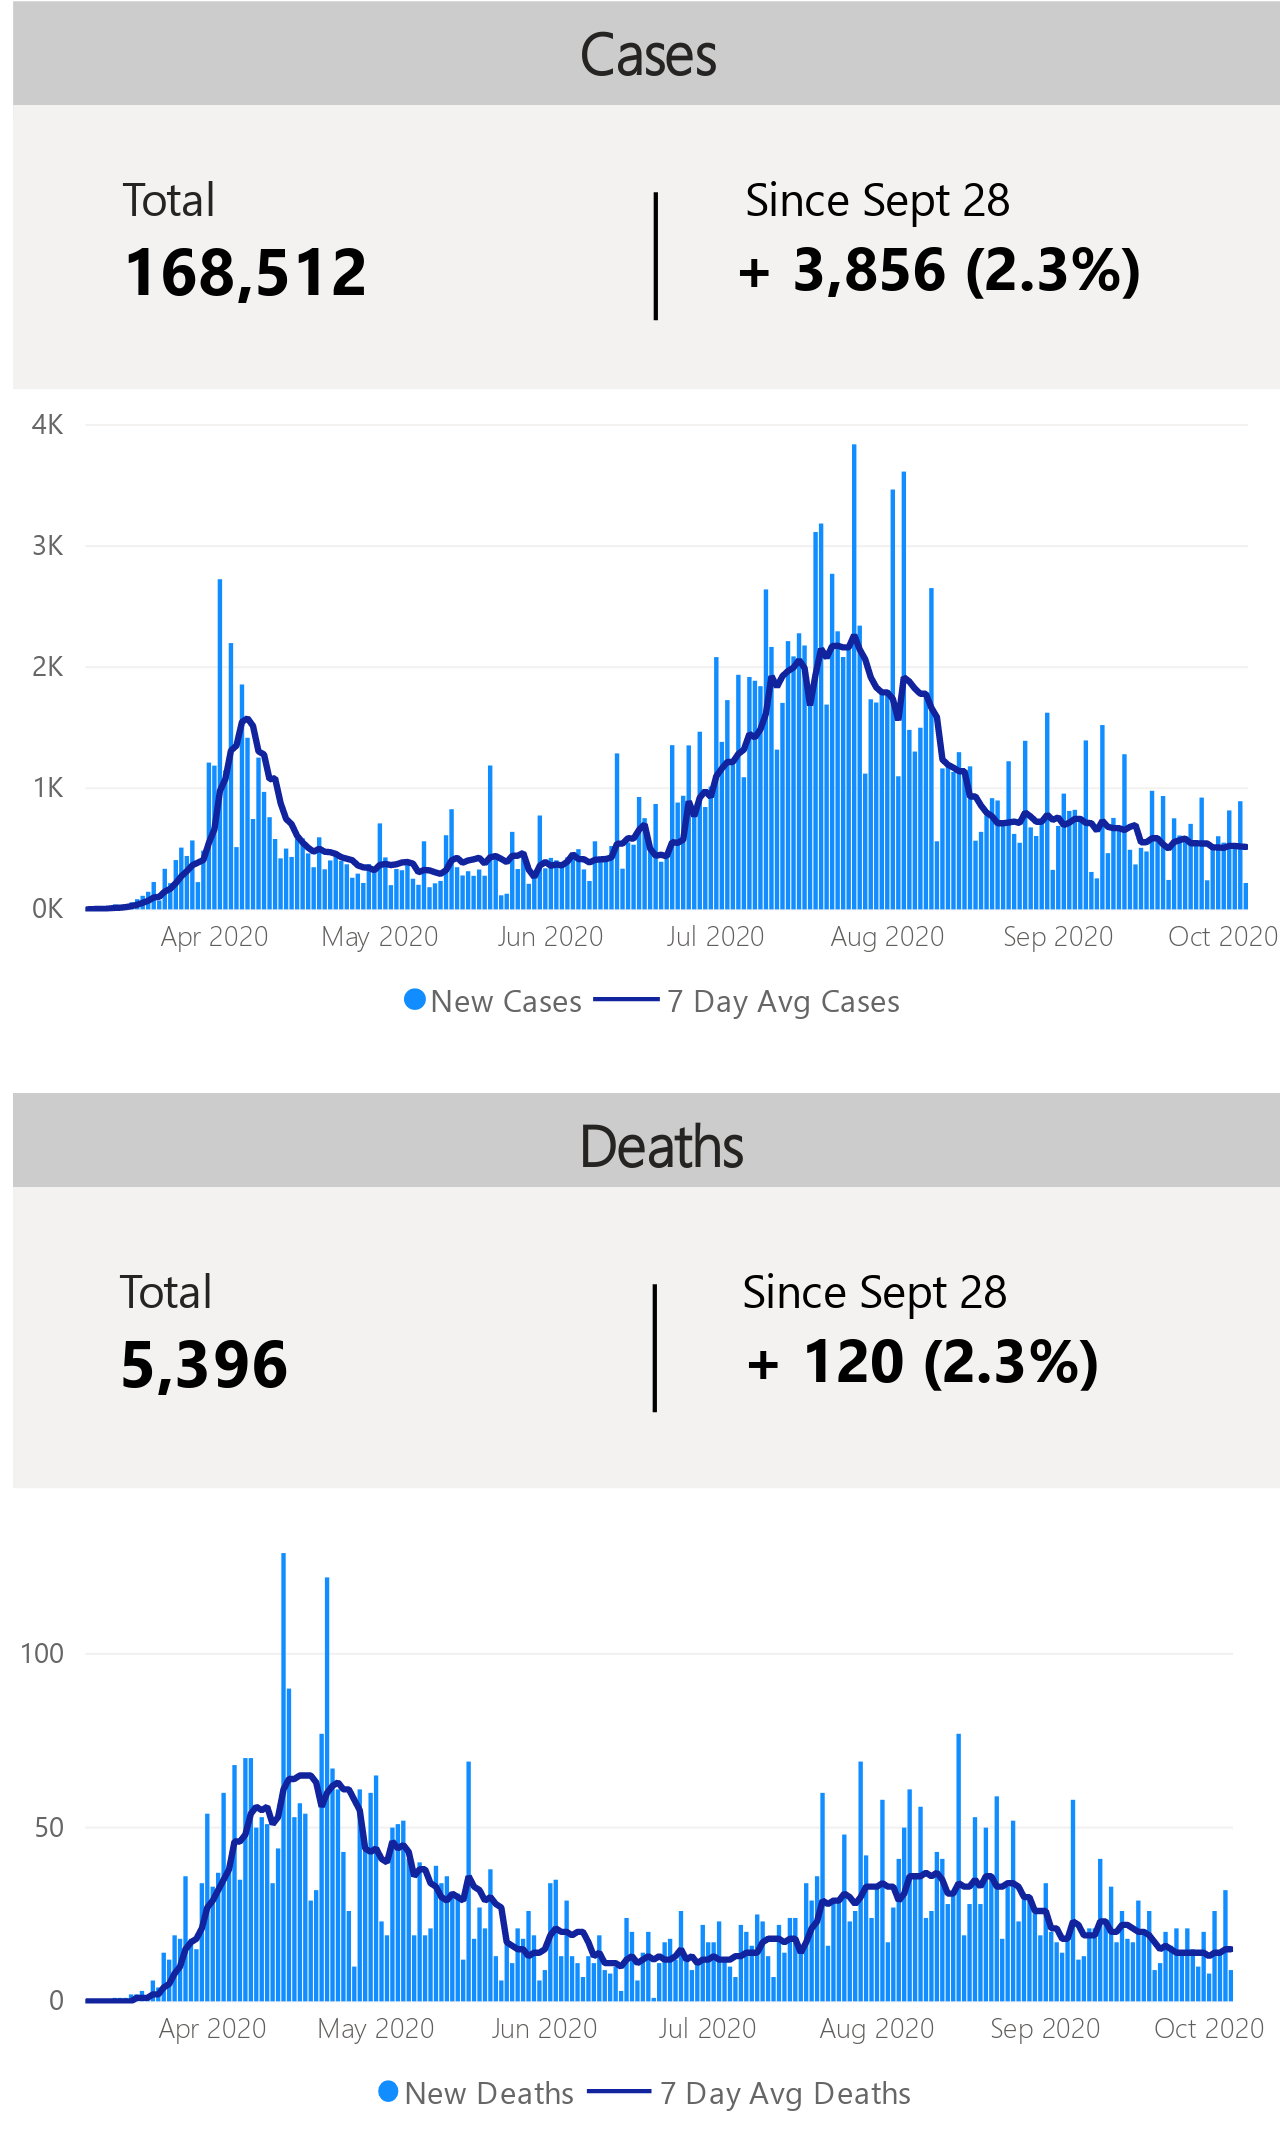 Cases
Total
Since Sept 28
168,512
+ 3,856 (2.3%)
4K
3K
2K
1K
0K
Apr 2020 May 2020 Jun 2020 Jul 2020 Aug 2020 Sep 2020 Oct 2020
New Cases 7 Day Avg Cases
Deaths
Total
Since Sept 28
5,396
+ 120 (2.3%)
100
50
0
Apr 2020 May 2020 Jun 2020 Jul 2020 Aug 2020 Sep 2020 Oct 2020
New Deaths 7 Day Avg Deaths